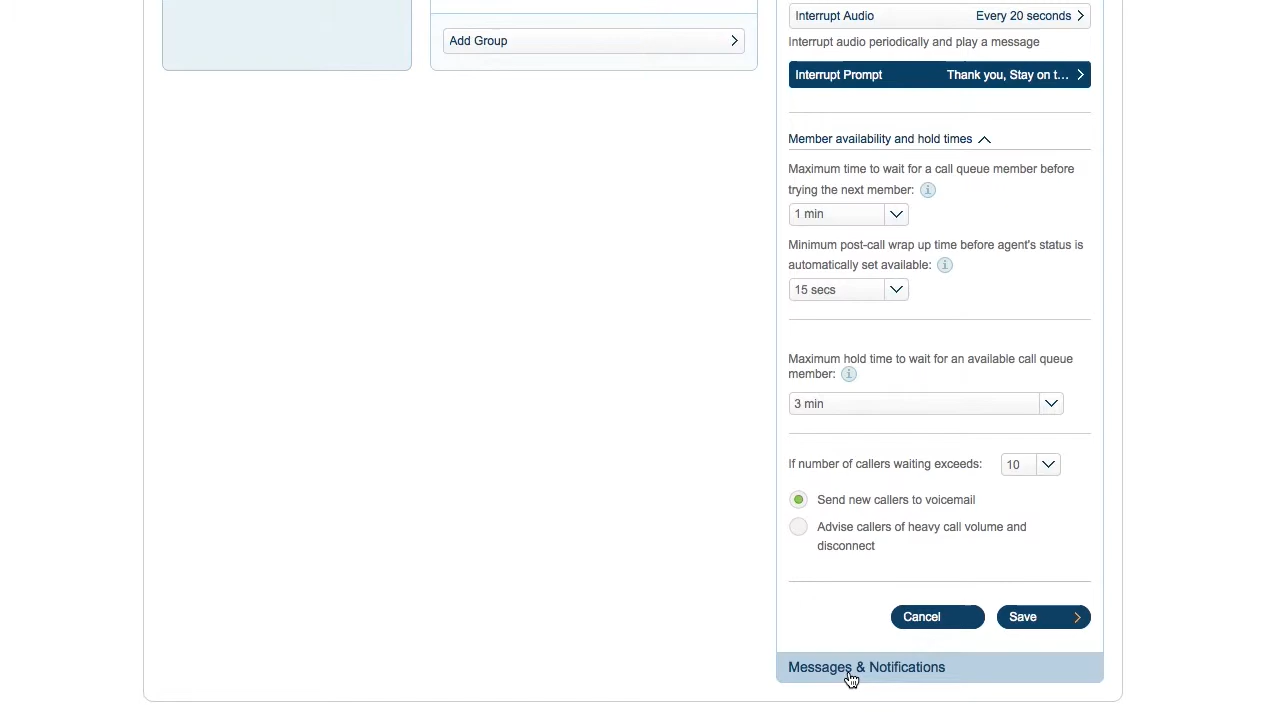 Add Group
Interrupt Audio Every 20 seconds
Interrupt audio periodically and play a message
Interrupt Prompt Thank you, Stay on t...
Member availability and hold times
Maximum time to wait for a call queue member before
trying the next member:
1 min
Minimum post-call wrap up time before agent's status is
automatically set available:
15 secs
Maximum hold time to wait for an available call queue
member:
3 min
If number of callers waiting exceeds: 10
Send new callers to voicemail
Advise callers of heavy call volume and
disconnect
Cancel Save
Messages & Notifications